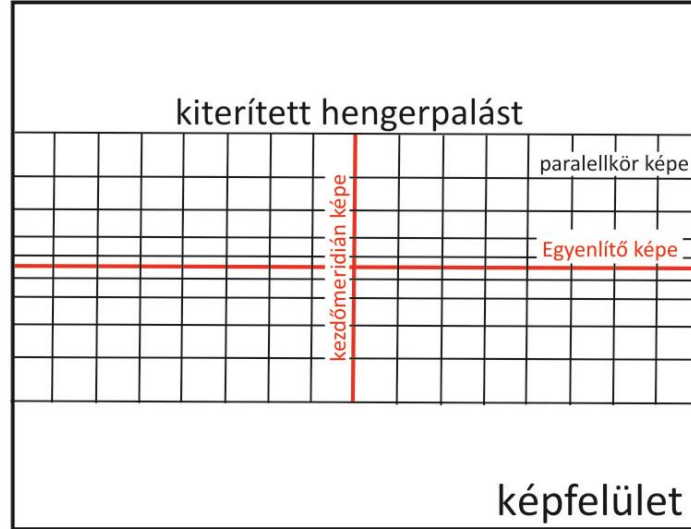 kiterített hengerpalást
paralellkör képe
kezdőmeridián képe
Egyenlítő képe
képfelület